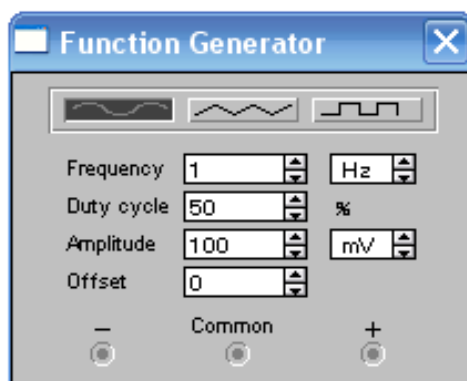 Function Generator
Frequency 1 Hz
Duty cycle 50 %
Amplitude 100 mV
Offset 0
− Common +